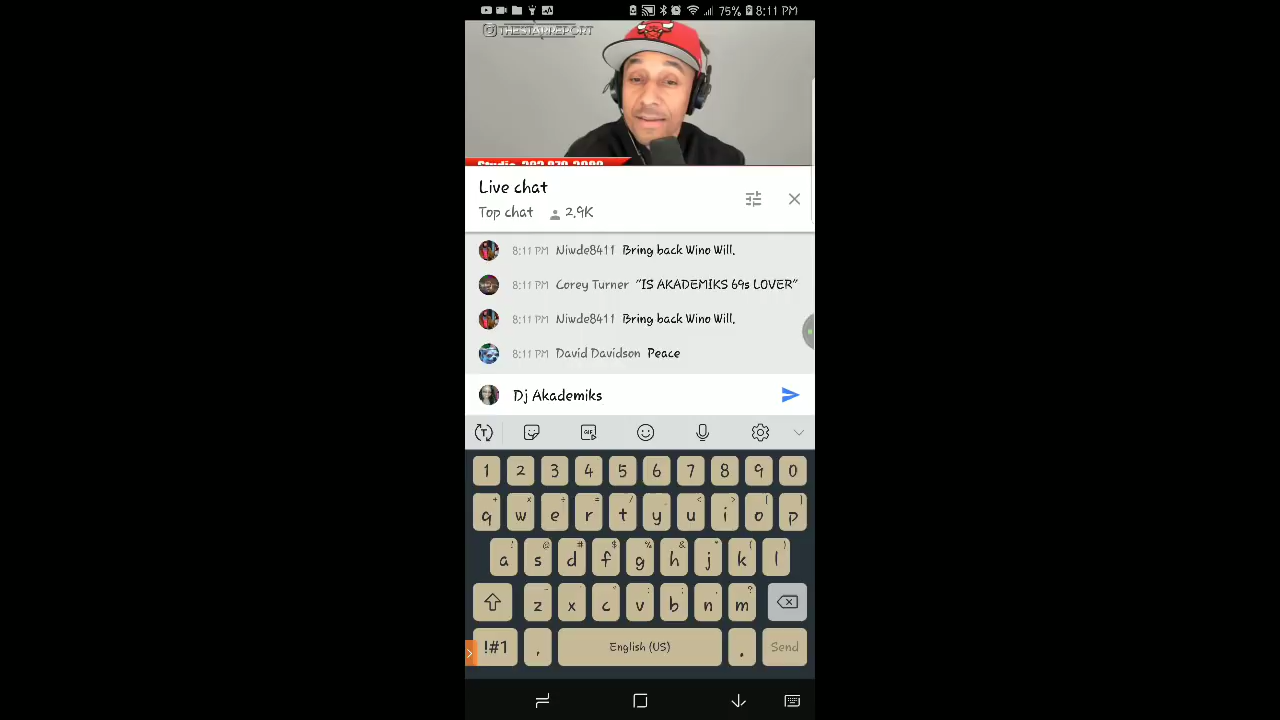 75% 8:11 PM
THESTARREPORT
Live chat
Top chat 2.9K
8:11 PM Niwde8411 Bring back Wino Will.
8:11 PM Corey Turner "IS AKADEMIKS 69s LOVER"
8:11 PM Niwde8411 Bring back Wino Will.
8:11 PM David Davidson Peace
Dj Akademiks
GIF
1 2 3 4 5 6 7 8 9 0
q w e r t y u i o p
a s d f g h j k l
z x c v b n m
!#1 , English (US) . Send